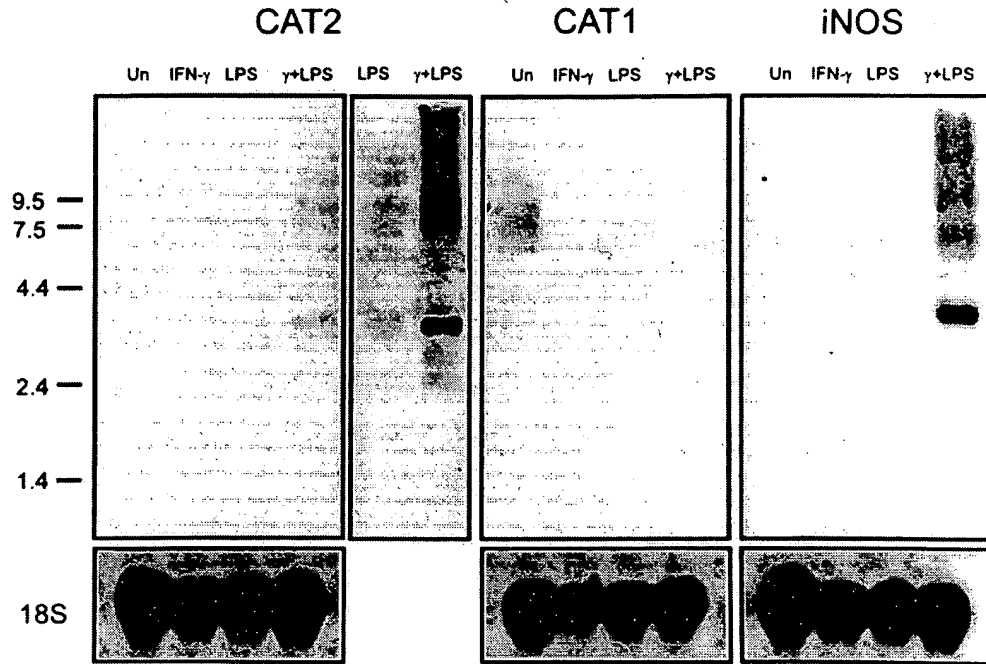 CAT2 CAT1 iNOS
Un IFN-γ LPS γ+LPS LPS γ+LPS Un IFN-γ LPS γ+LPS Un IFN-γ LPS γ+LPS
9.5
7.5
4.4
2.4
1.4
18S